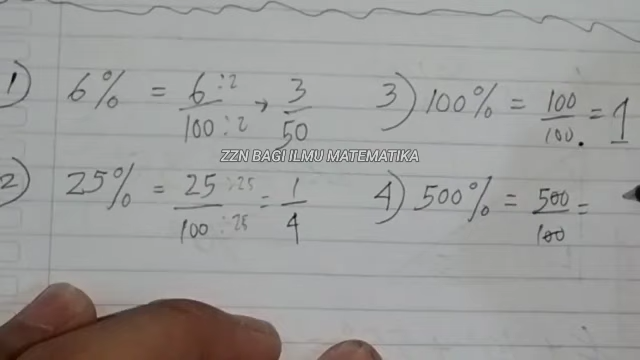 1) 6% = 6 :2 / 100 :2 → 3/50
3) 100% = 100/100. = 1
ZZN BAGI ILMU MATEMATIKA
2) 25% = 25 :25 / 100 :25 = 1/4
4) 500% = 500/100 =